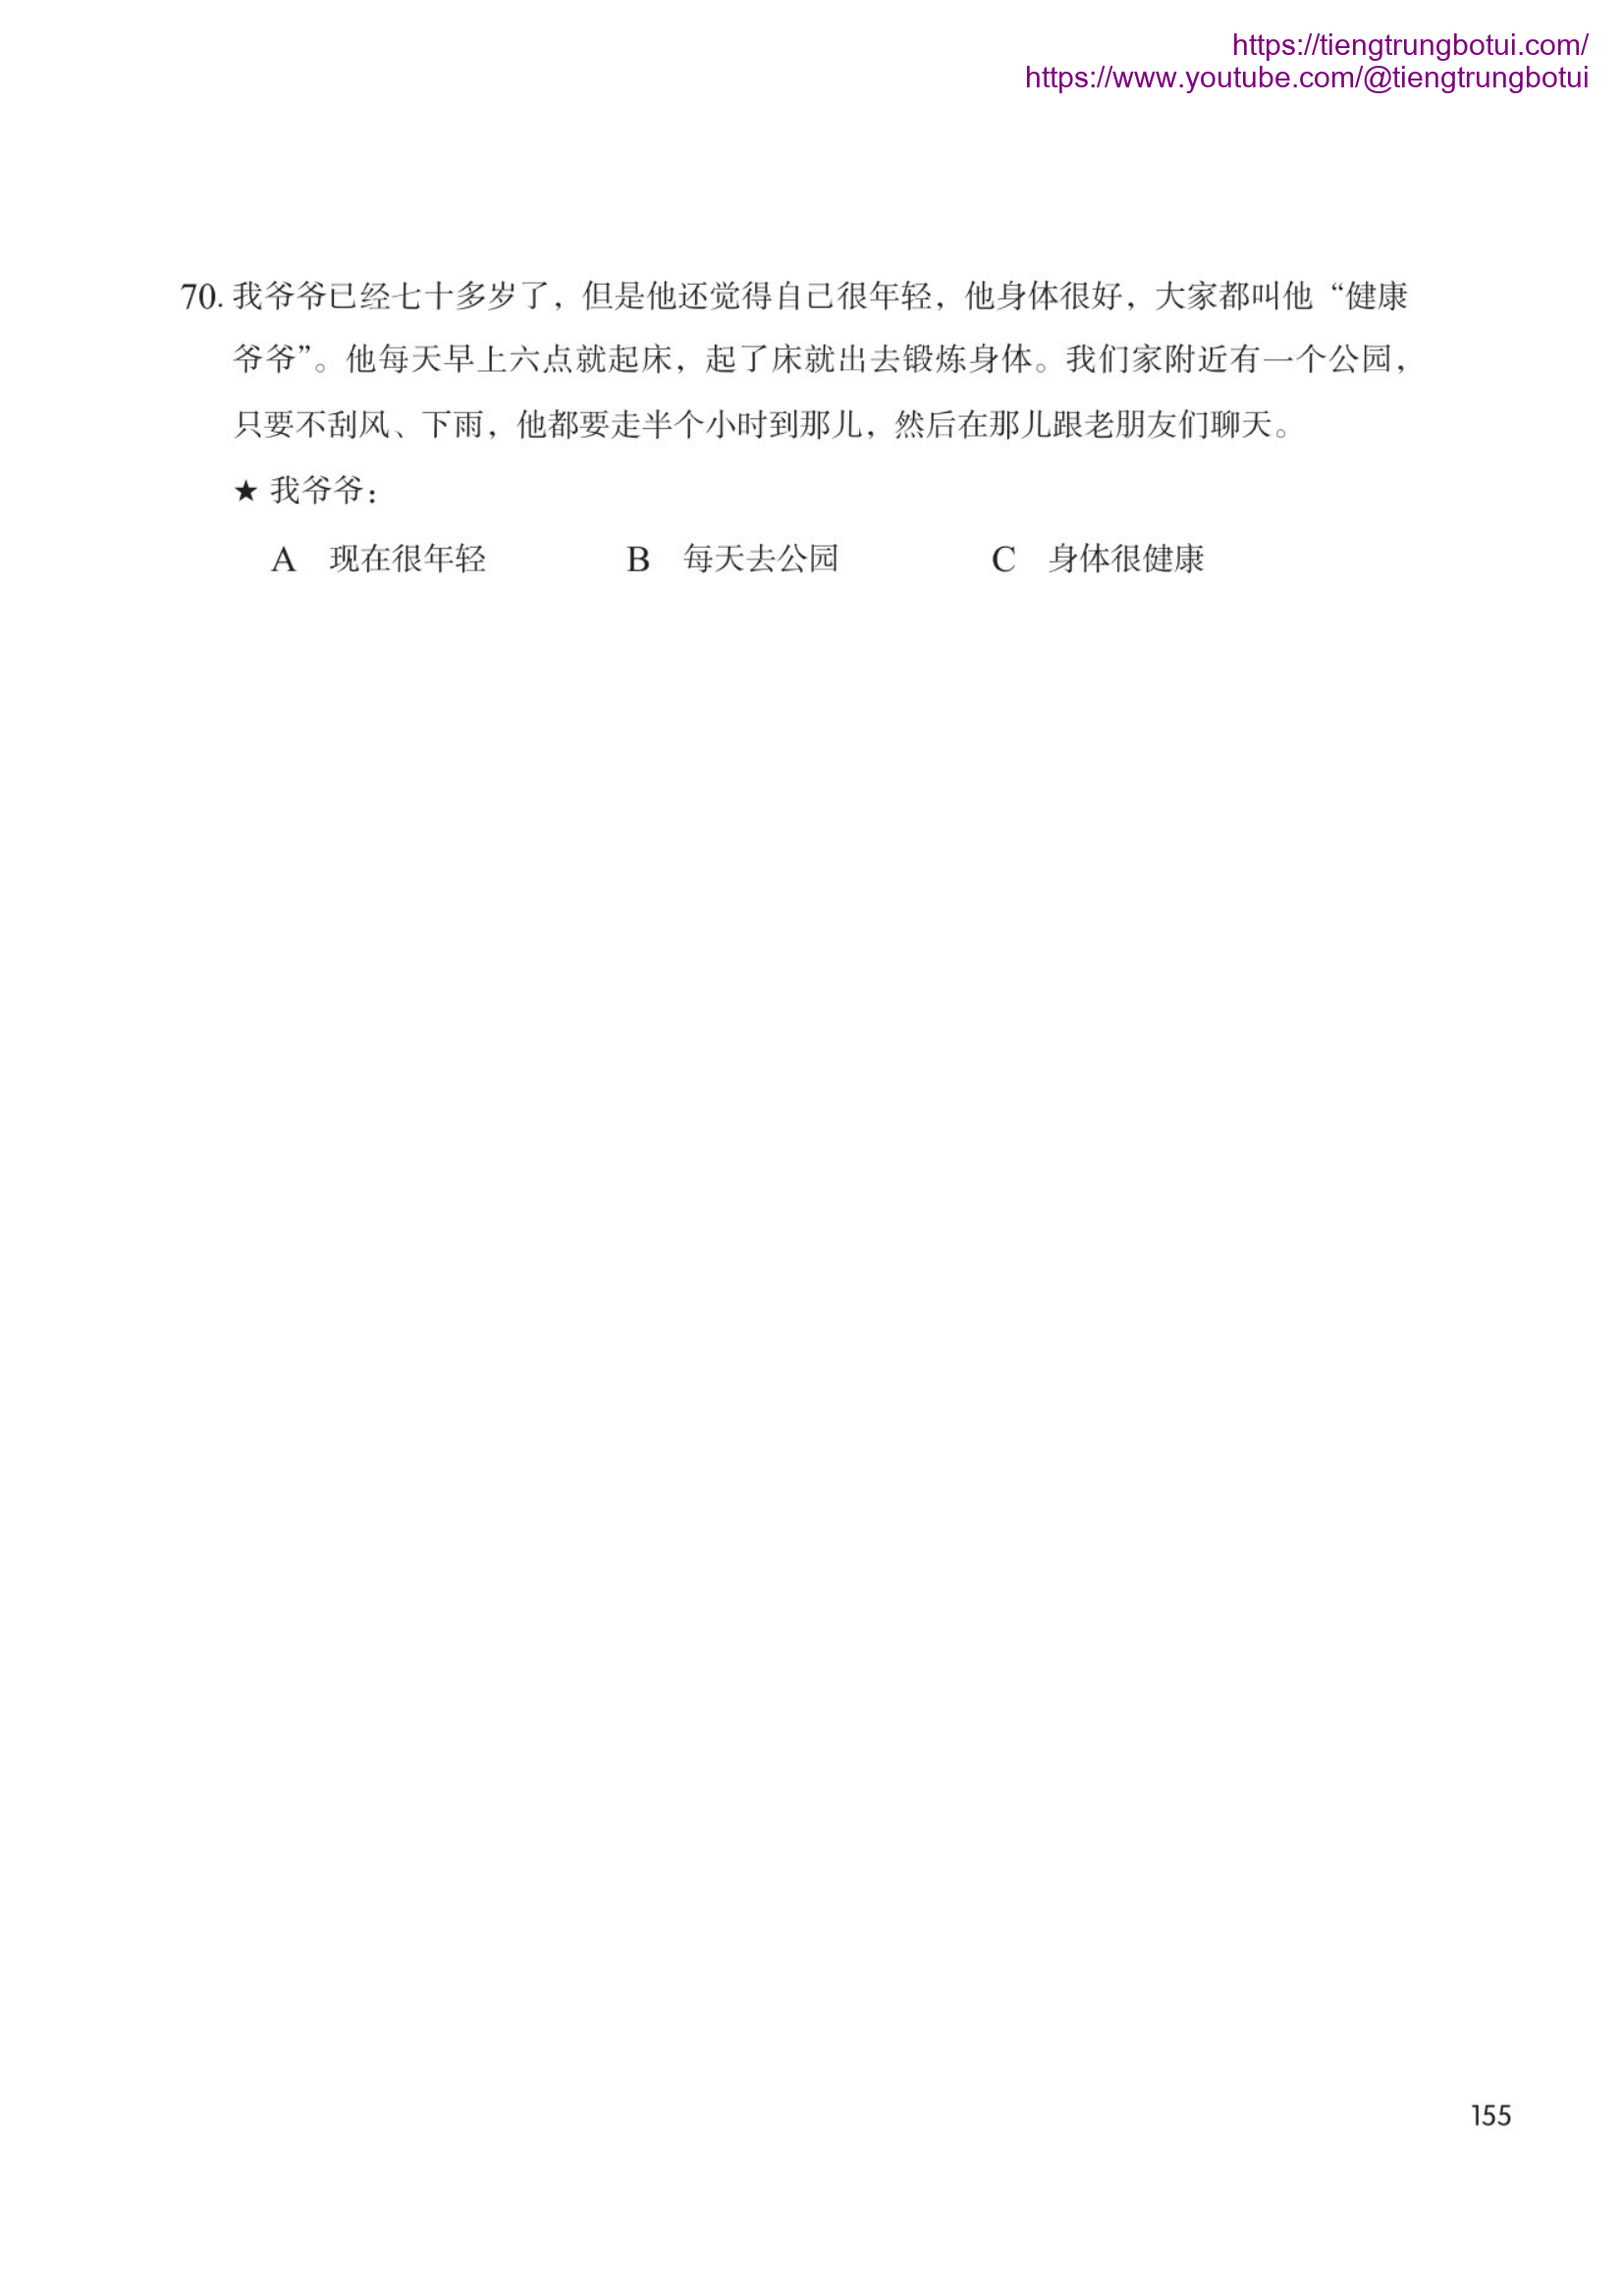 https://tiengtrungbotui.com/
https://www.youtube.com/@tiengtrungbotui
70. 我爷爷已经七十多岁了，但是他还觉得自己很年轻，他身体很好，大家都叫他“健康
爷爷”。他每天早上六点就起床，起了床就出去锻炼身体。我们家附近有一个公园，
只要不刮风、下雨，他都要走半个小时到那儿，然后在那儿跟老朋友们聊天。
★ 我爷爷：
A 现在很年轻 B 每天去公园 C 身体很健康
155